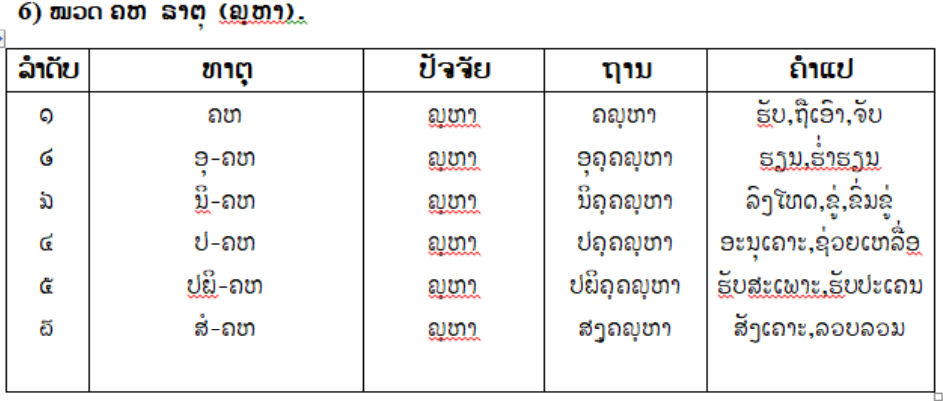 6) ໝວດ ຄຫ ຘາຕຸ (ຓ຺ຫາ).
ລຳດັບ ທາຕຸ ປັຈຈັຍ ຖານ ຄຳແປ
໑ ຄຫ ຓ຺ຫາ ຄຓ຺ຫາ ຮັບ,ຖືເອົາ,ຈັບ
໒ ອຸ-ຄຫ ຓ຺ຫາ ອຸຄ຺ຄຓ຺ຫາ ຮຽນ,ຮ່ຳຮຽນ
໓ ນິ-ຄຫ ຓ຺ຫາ ນິຄ຺ຄຓ຺ຫາ ລົງໂທດ,ຂູ່,ຂົ່ມຂູ່
໔ ປ-ຄຫ ຓ຺ຫາ ປຄ຺ຄຓ຺ຫາ ອະນຸເຄາະ,ຊ່ວຍເຫລື່ອ
໕ ປຏິ-ຄຫ ຓ຺ຫາ ປຏິຄ຺ຄຓ຺ຫາ ຮັບສະເພາະ,ຮັບປະເຄນ
໖ ສໍ-ຄຫ ຓ຺ຫາ ສງ຺ຄຓ຺ຫາ ສັງເຄາະ,ລວບລວມ